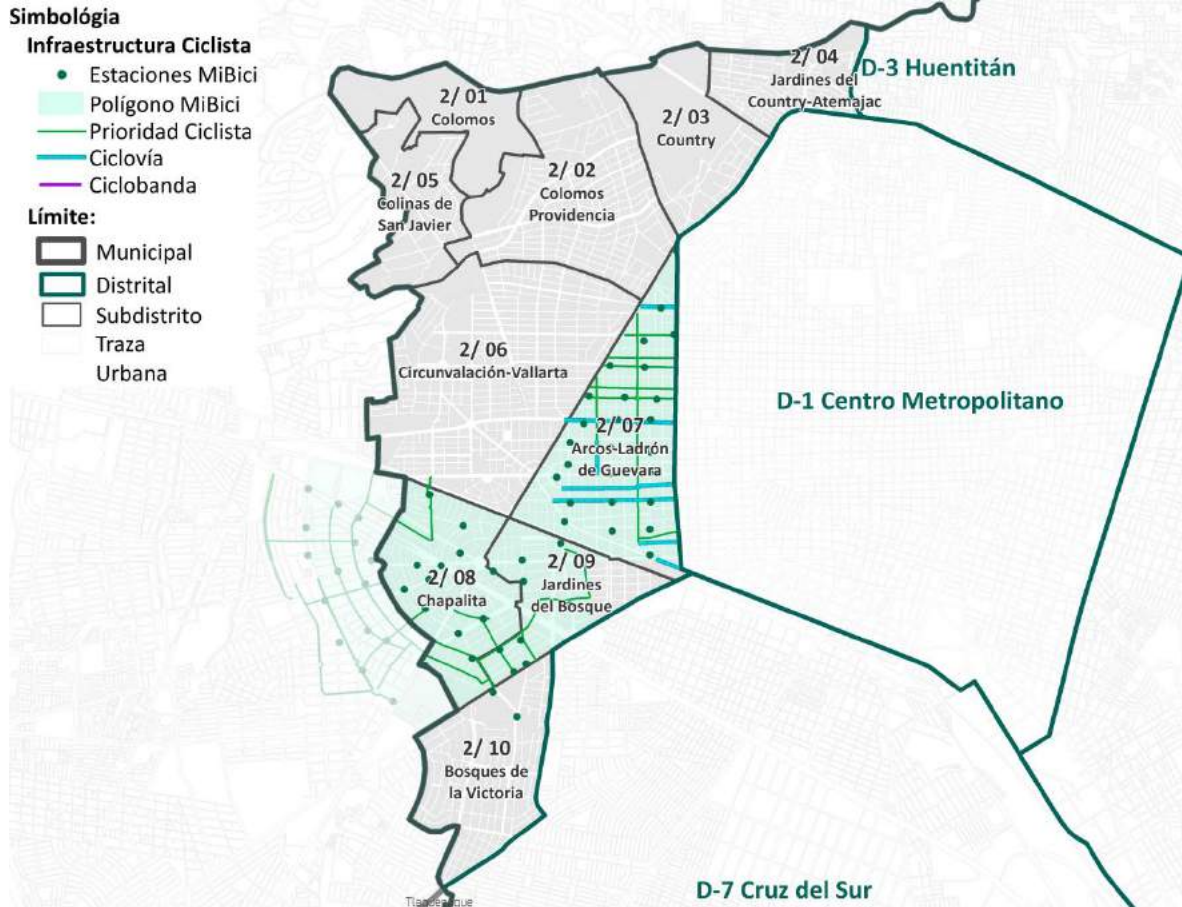 Simbológia
Infraestructura Ciclista
Estaciones MiBici
Polígono MiBici
Prioridad Ciclista
Ciclovía
Ciclobanda
Límite:
Municipal
Distrital
Subdistrito
Traza
Urbana
2/ 01
Colomos
2/ 02
Colomos
Providencia
2/ 03
Country
2/ 04
Jardines del
Country-Atemajac
D-3 Huentitán
2/ 05
Colinas de
San Javier
2/ 06
Circunvalación-Vallarta
D-1 Centro Metropolitano
2/ 07
Arcos-Ladrón
de Guevara
2/ 08
Chapalita
2/ 09
Jardines
del Bosque
2/ 10
Bosques de
la Victoria
D-7 Cruz del Sur